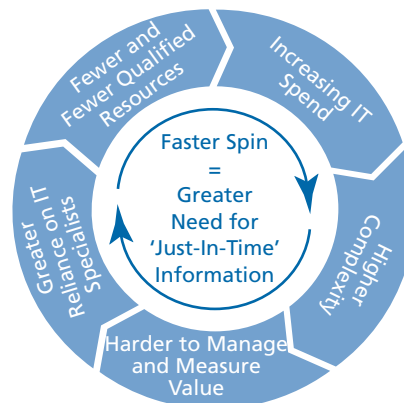 Fewer and
Fewer Qualified
Resources
Increasing IT
Spend
Higher
Complexity
Harder to Manage
and Measure
Value
Greater
Reliance on IT
Specialists
Faster Spin
=
Greater
Need for
‘Just-In-Time’
Information